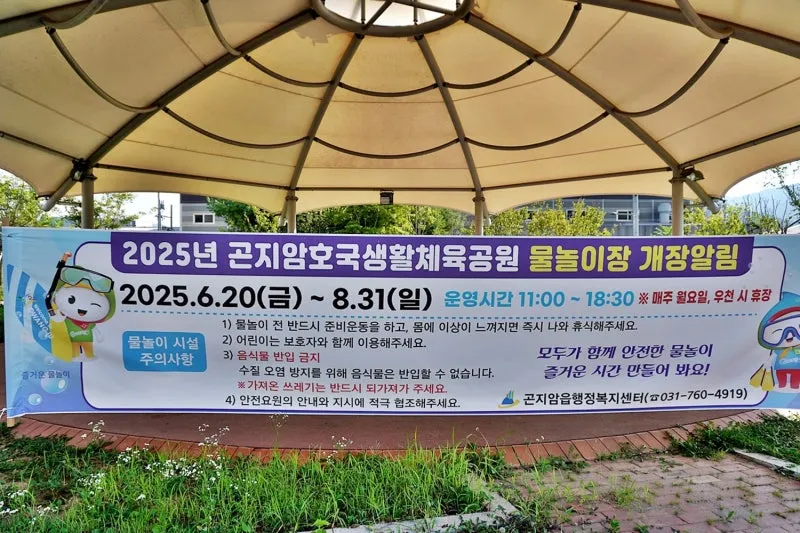 2025년 곤지암호국생활체육공원 물놀이장 개장알림
2025.6.20(금) ~ 8.31(일) 운영시간 11:00 ~ 18:30 ※ 매주 월요일, 우천 시 휴장
물놀이 시설
주의사항
1) 물놀이 전 반드시 준비운동을 하고, 몸에 이상이 느껴지면 즉시 나와 휴식해주세요.
2) 어린이는 보호자와 함께 이용해주세요.
3) 음식물 반입 금지
수질 오염 방지를 위해 음식물은 반입할 수 없습니다.
※가져온 쓰레기는 반드시 되가져가 주세요.
4) 안전요원의 안내와 지시에 적극 협조해주세요.
모두가 함께 안전한 물놀이
즐거운 시간 만들어 봐요!
곤지암읍행정복지센터(☎031-760-4919)
즐거운 물놀이